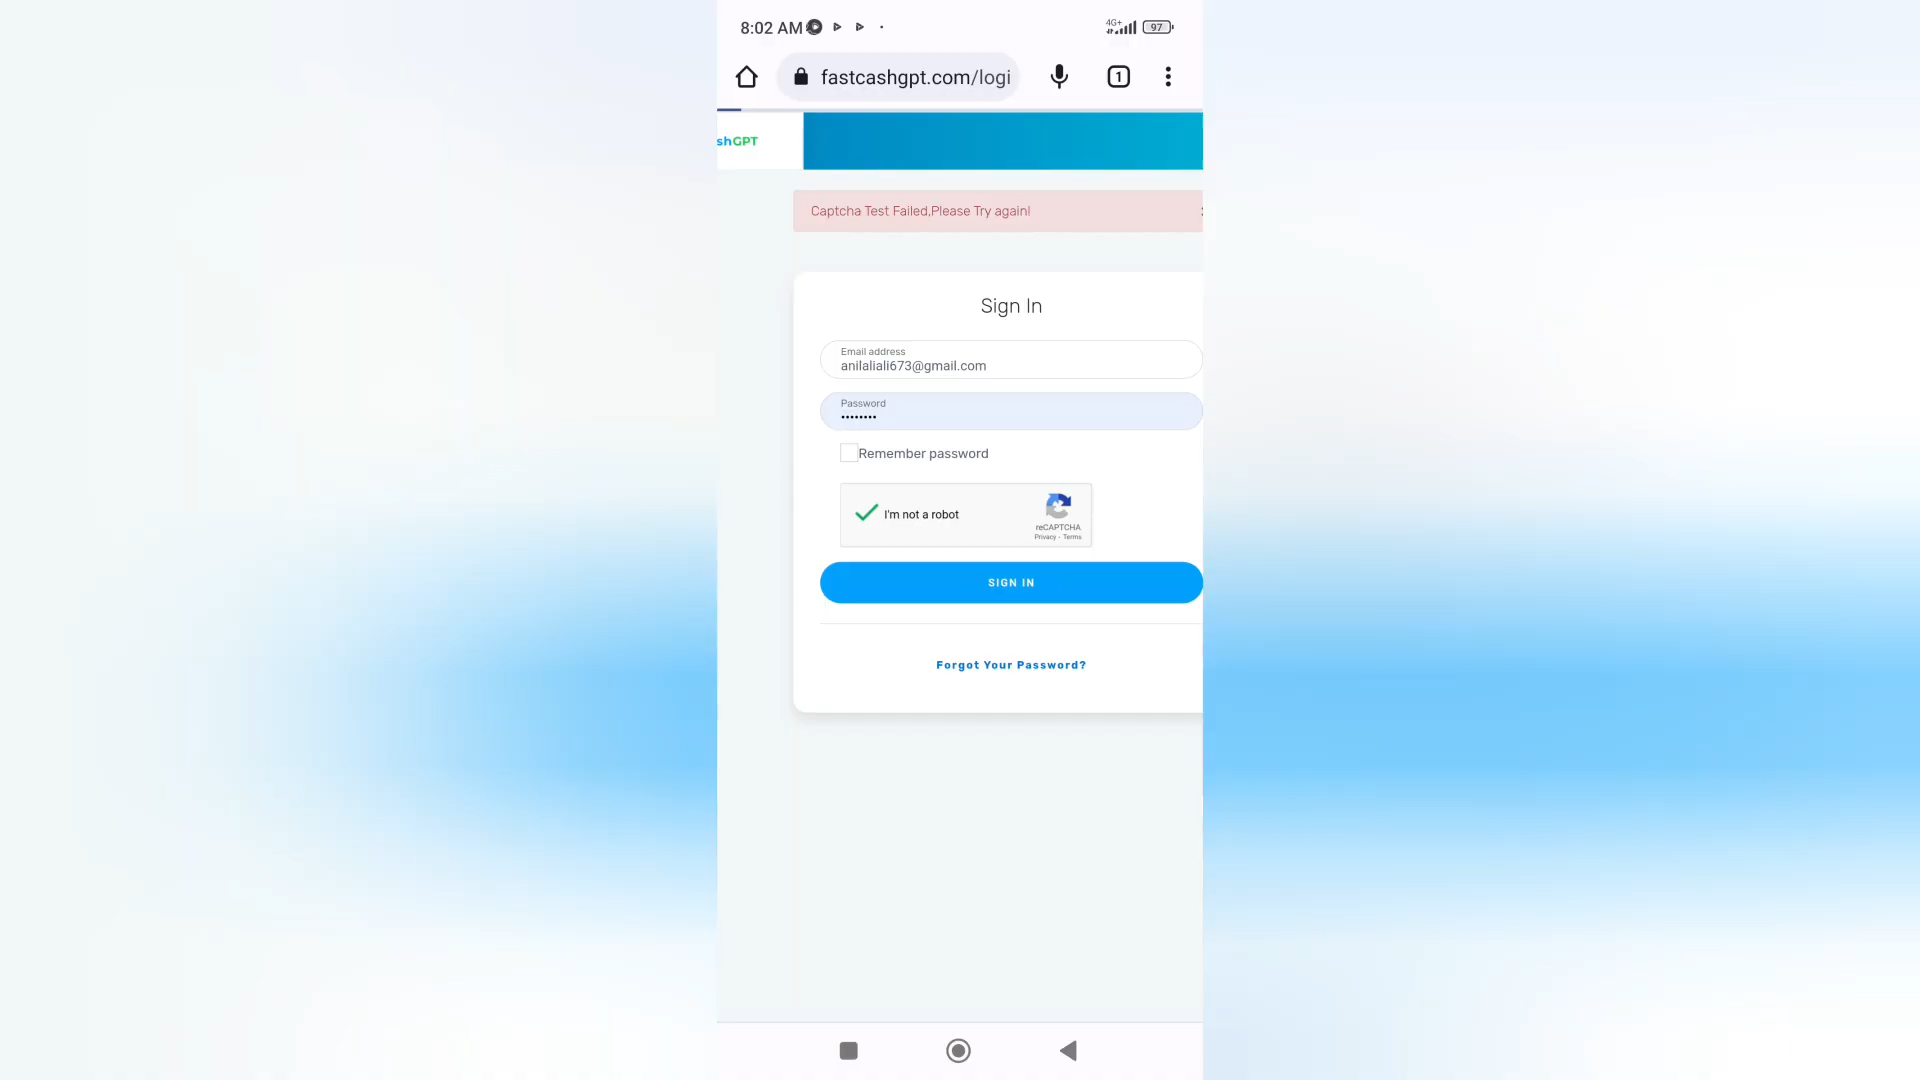 8:02 AM
4G+
97
fastcashgpt.com/logi
1
shGPT
Captcha Test Failed,Please Try again!
Sign In
Email address
anilaliali673@gmail.com
Password
••••••••
Remember password
I'm not a robot
reCAPTCHA
Privacy - Terms
SIGN IN
Forgot Your Password?